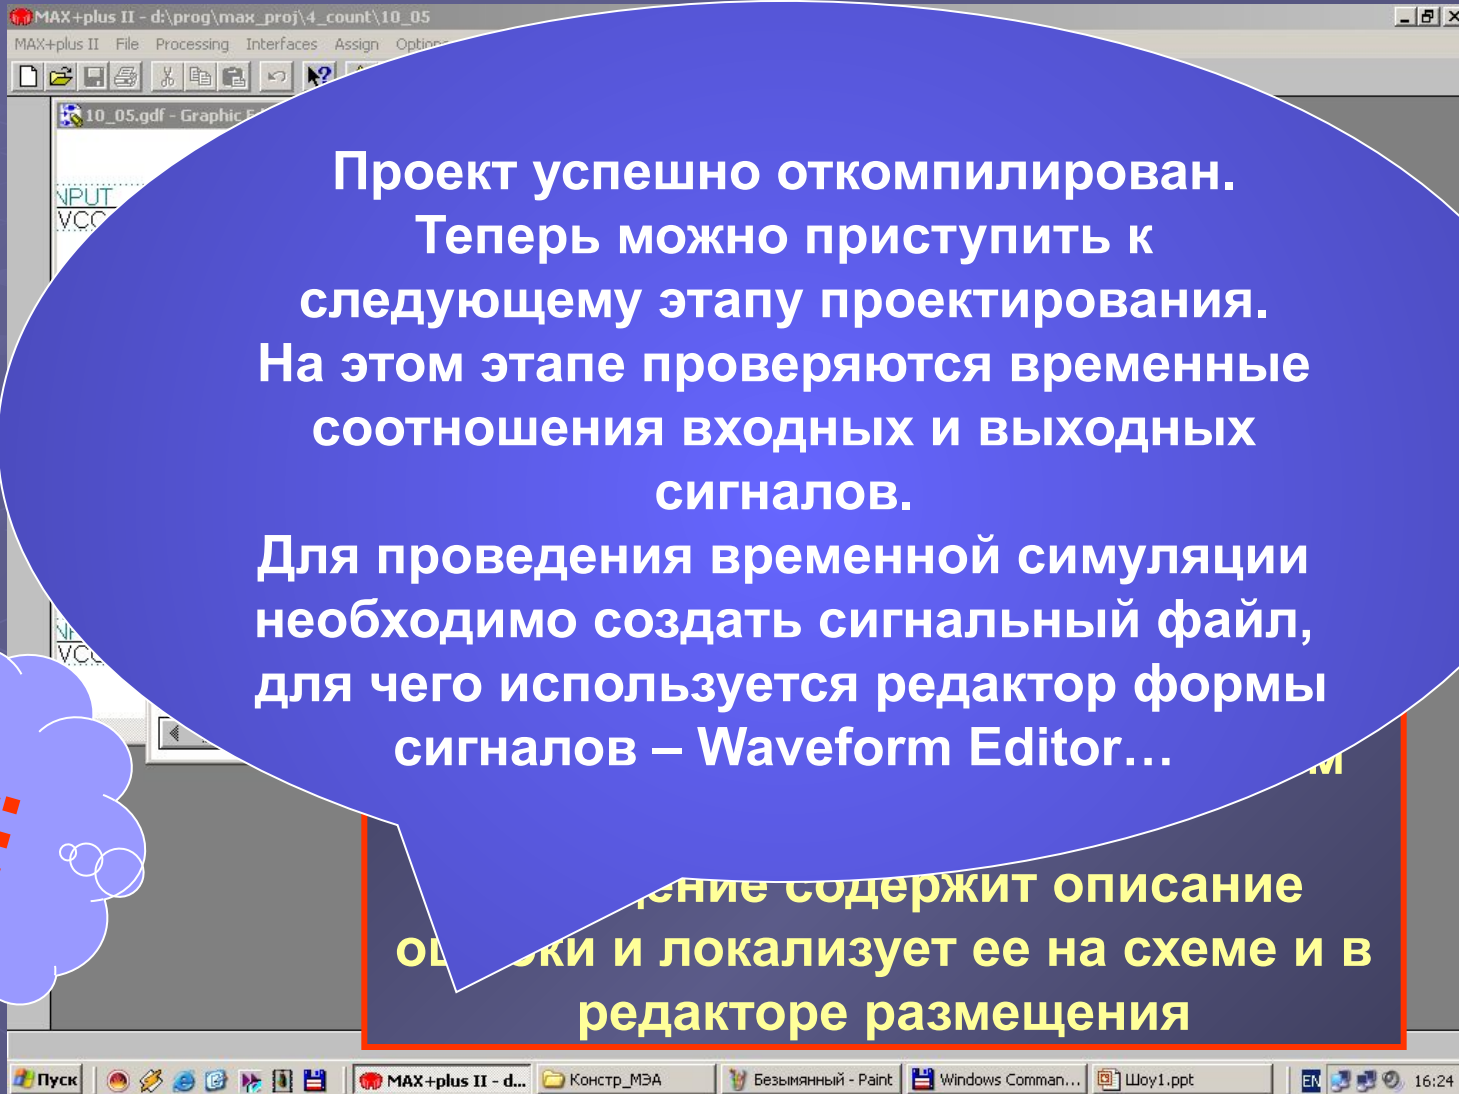 MAX+plus II - d:\prog\max_proj\4_count\10_05
MAX+plus II File Processing Interfaces Assign
10_05.gdf - Graphic
VCC
Проект успешно откомпилирован.
Теперь можно приступить к
следующему этапу проектирования.
На этом этапе проверяются временные
соотношения входных и выходных
сигналов.
Для проведения временной симуляции
необходимо создать сигнальный файл,
для чего используется редактор формы
сигналов – Waveform Editor…
содержит описание
и локализует ее на схеме и в
редакторе размещения
Пуск MAX+plus II - d... Констр_МЭА Безымянный - Paint Windows Comman... Шоу1.ppt EN 16:24